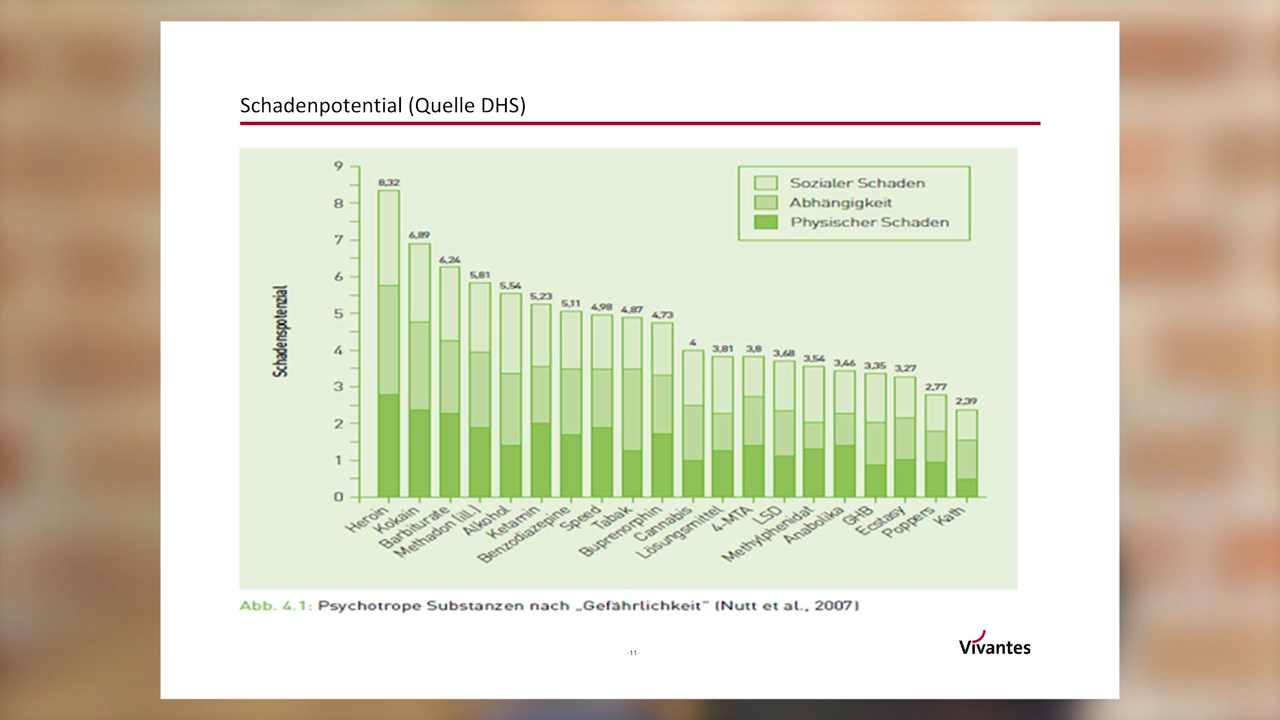 Schadenpotential (Quelle DHS)
Sozialer Schaden
Abhängigkeit
Physischer Schaden
Schadenspotenzial
9
8
7
6
5
4
3
2
1
0
8,32
6,89
6,24
5,81
5,54
5,23
5,11
4,98
4,87
4,73
4
3,81
3,8
3,68
3,54
3,46
3,35
3,27
2,77
2,39
Heroin
Kokain
Barbiturate
Methadon (ill.)
Alkohol
Ketamin
Benzodiazepine
Speed
Tabak
Buprenorphin
Cannabis
Lösungsmittel
4-MTA
LSD
Methylphenidat
Anabolika
GHB
Ecstasy
Poppers
Kath
Abb. 4.1: Psychotrope Substanzen nach „Gefährlichkeit“ (Nutt et al., 2007)
-11-
Vivantes